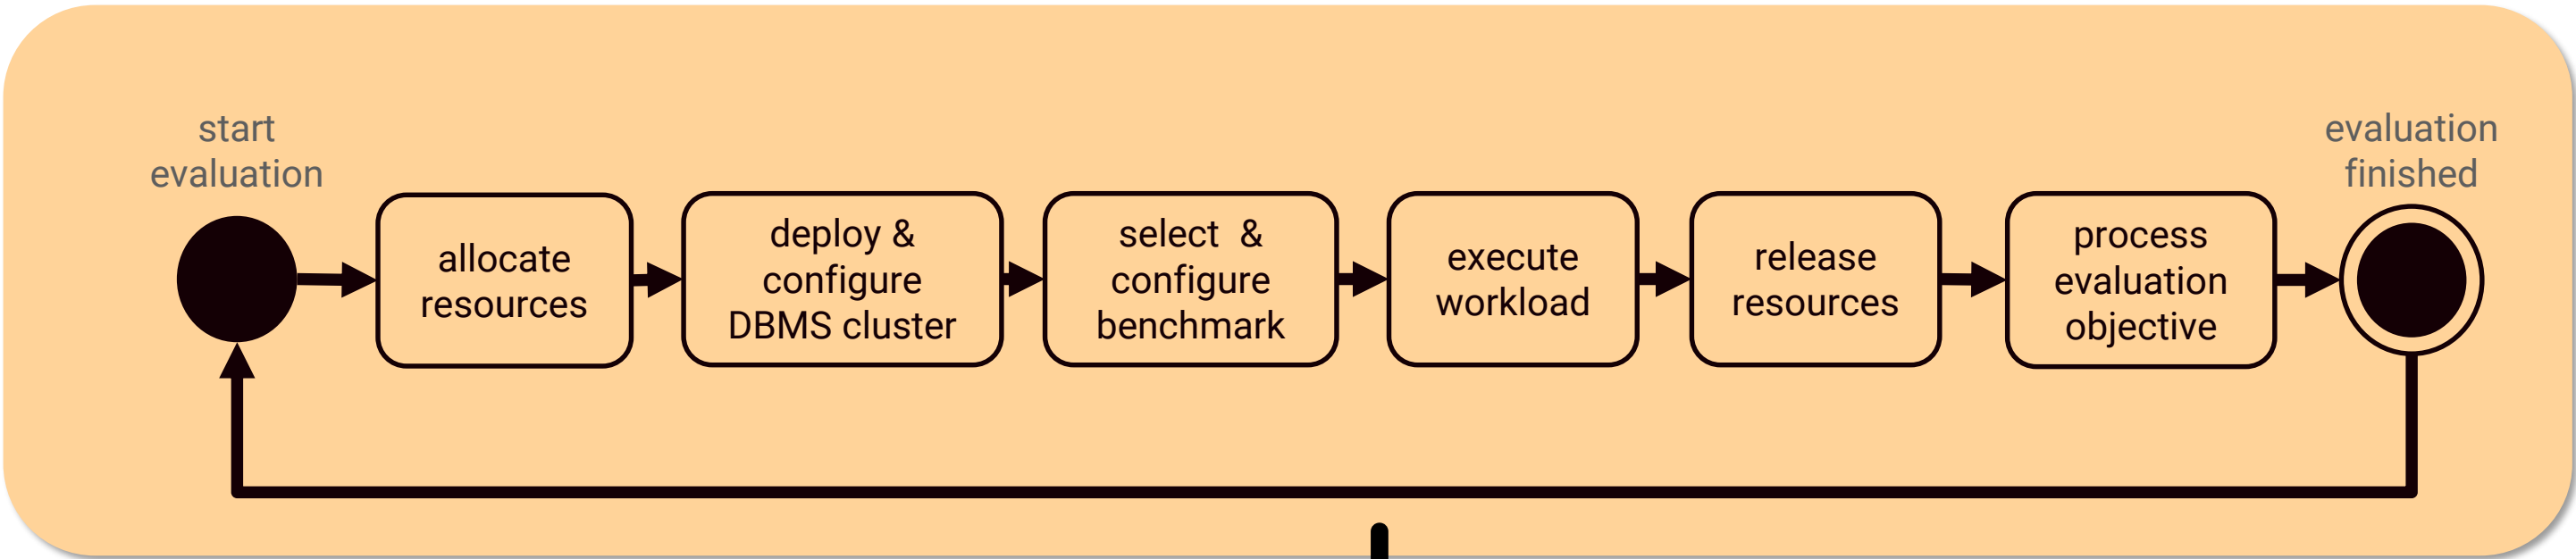 start
evaluation
allocate
resources
deploy &
configure
DBMS cluster
select  &
configure
benchmark
execute
workload
release
resources
process
evaluation
objective
evaluation
finished